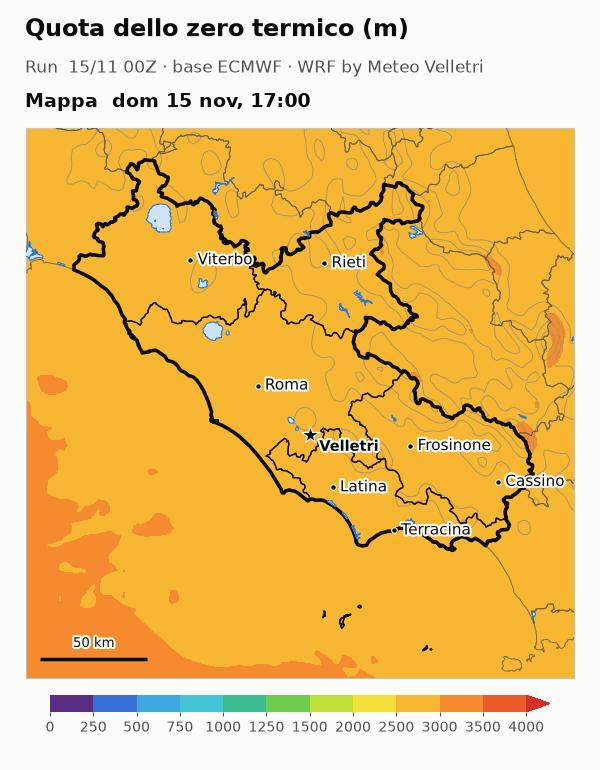 Quota dello zero termico (m)
Run 15/11 00Z · base ECMWF · WRF by Meteo Velletri
Mappa dom 15 nov, 17:00
Viterbo
Rieti
Roma
Velletri
Frosinone
Latina
Cassino
Terracina
50 km
0 250 500 750 1000 1250 1500 2000 2500 3000 3500 4000